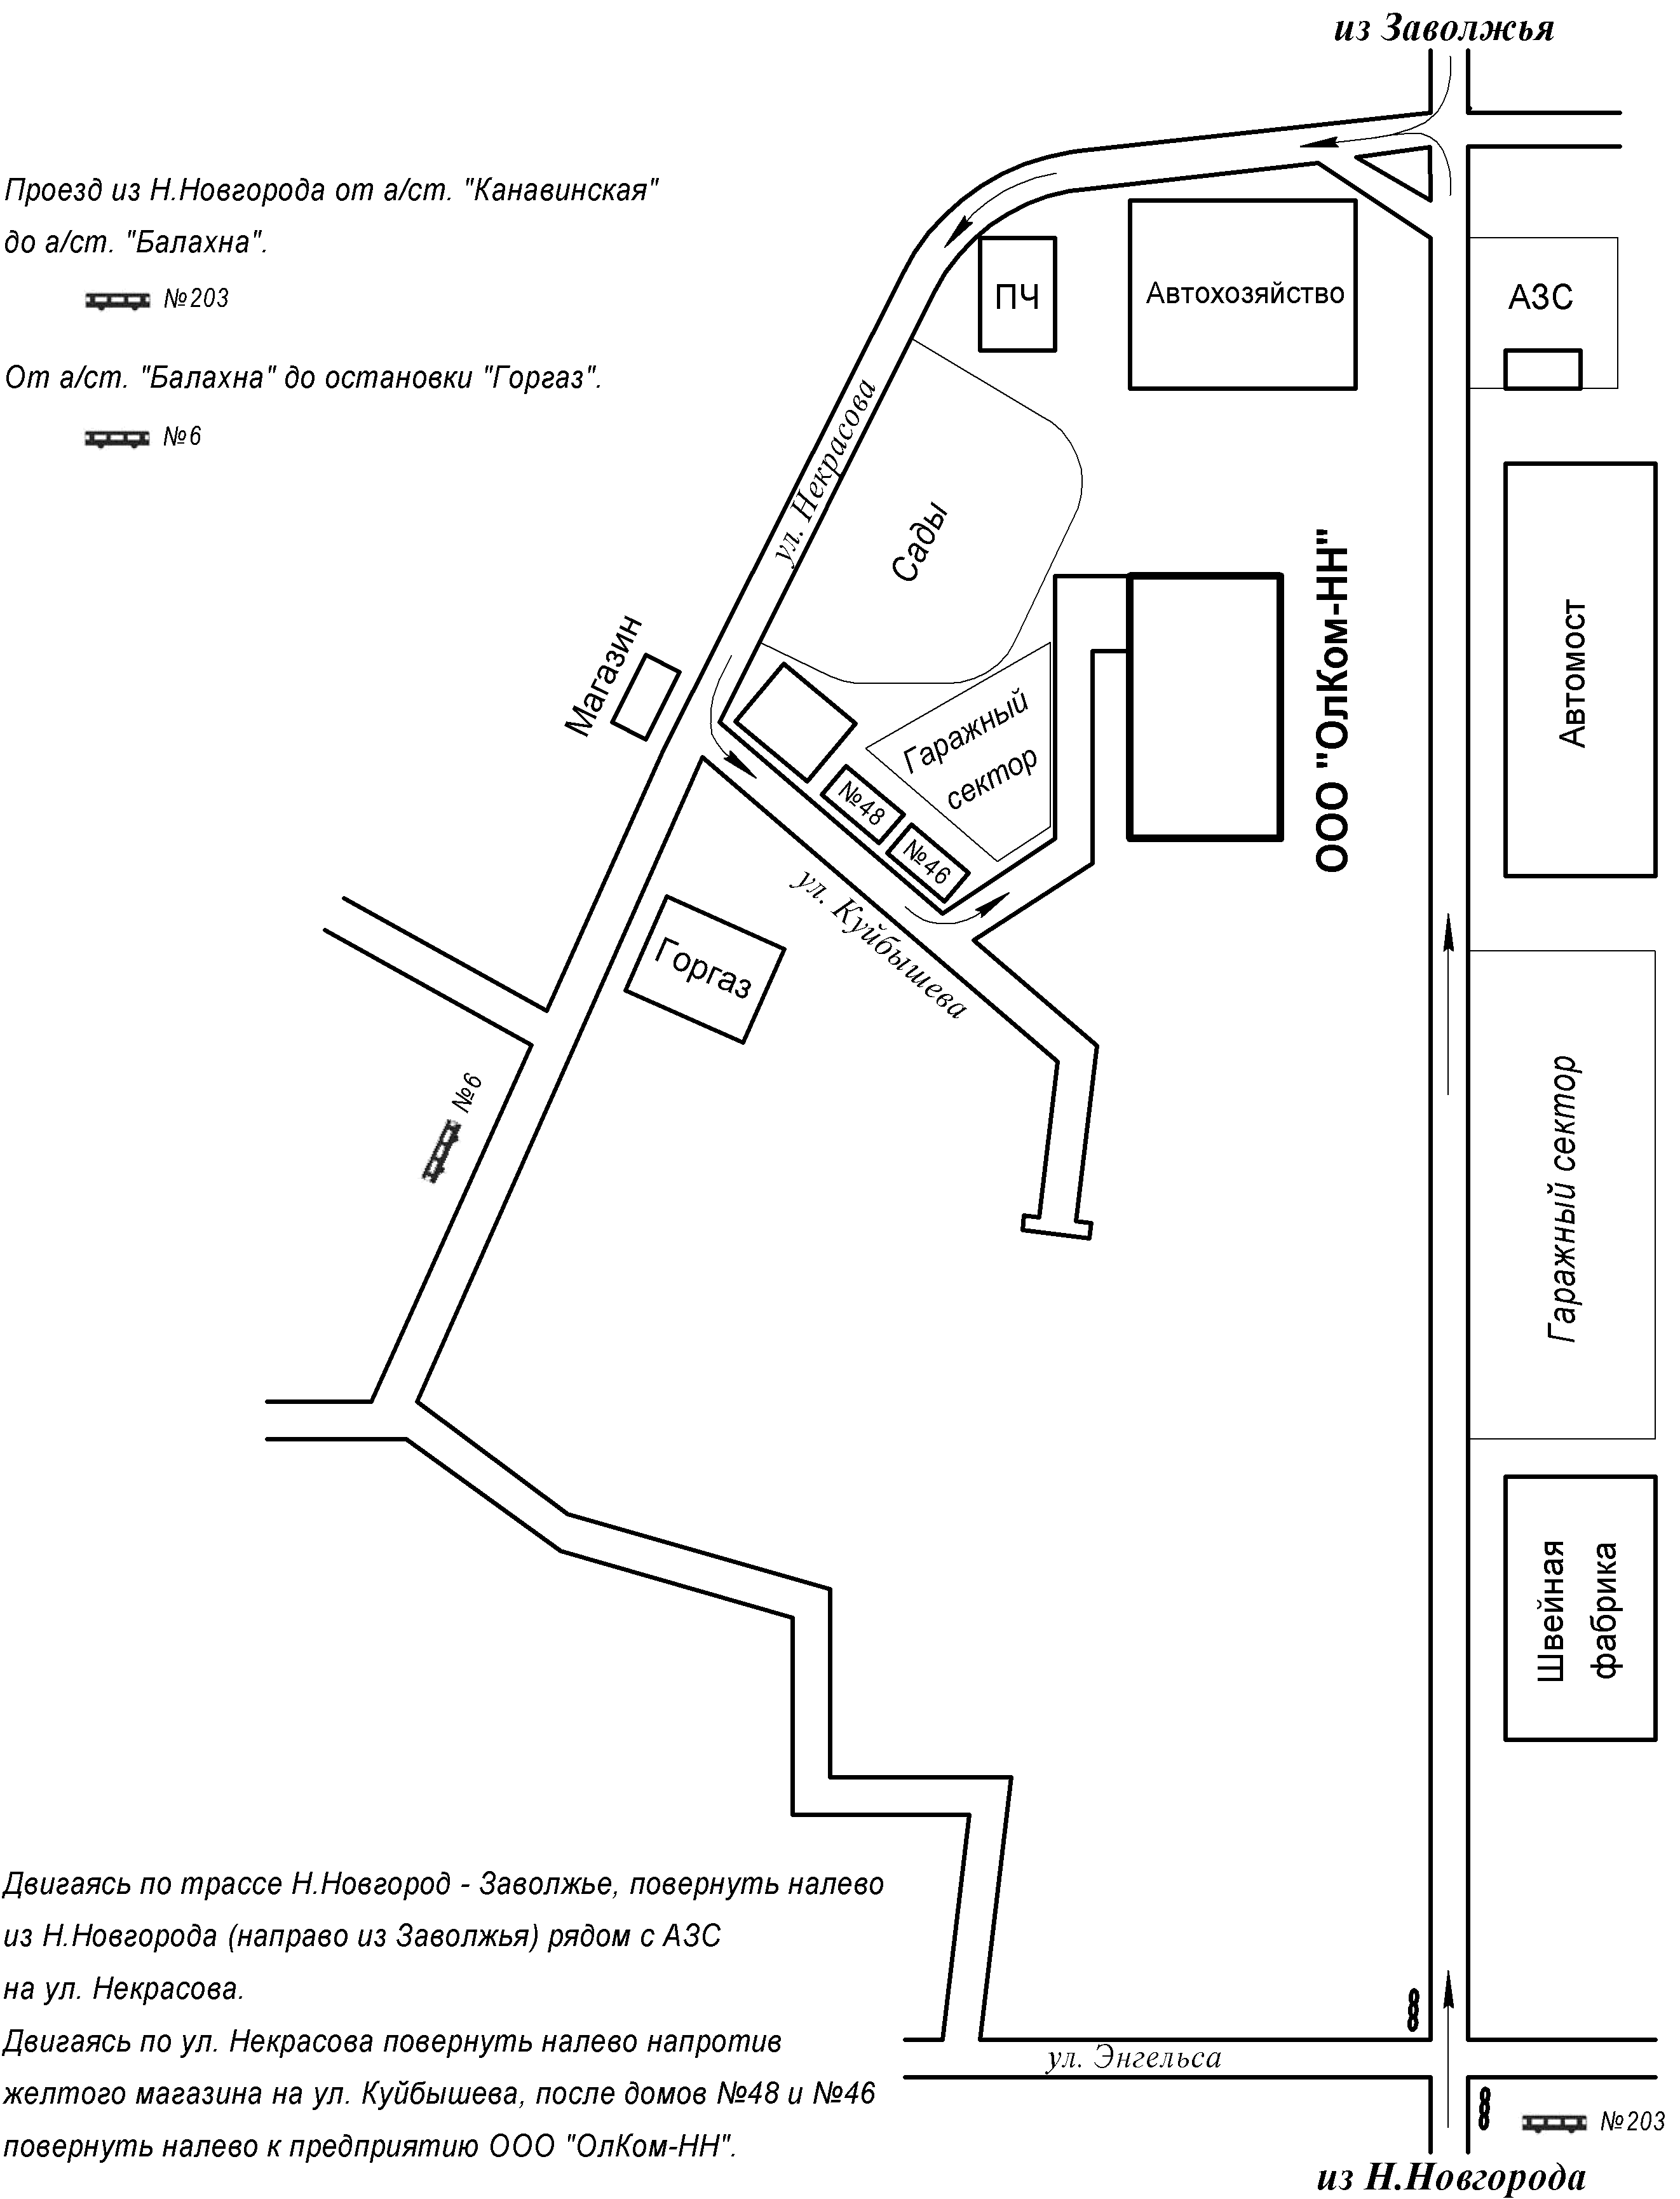 из Заволжья
Проезд из Н.Новгорода от а/ст. "Канавинская"
до а/ст. "Балахна".
№203
От а/ст. "Балахна" до остановки "Горгаз".
№6
ПЧ
Автохозяйство
АЗС
ул. Некрасова
Сады
ООО "ОлКом-НН"
Автомост
Магазин
Гаражный
сектор
№48
№46
ул. Куйбышева
Горгаз
№6
Гаражный сектор
Швейная
фабрика
Двигаясь по трассе Н.Новгород - Заволжье, повернуть налево
из Н.Новгорода (направо из Заволжья) рядом с АЗС
на ул. Некрасова.
Двигаясь по ул. Некрасова повернуть налево напротив
желтого магазина на ул. Куйбышева, после домов №48 и №46
повернуть налево к предприятию ООО "ОлКом-НН".
ул. Энгельса
№203
из Н.Новгорода